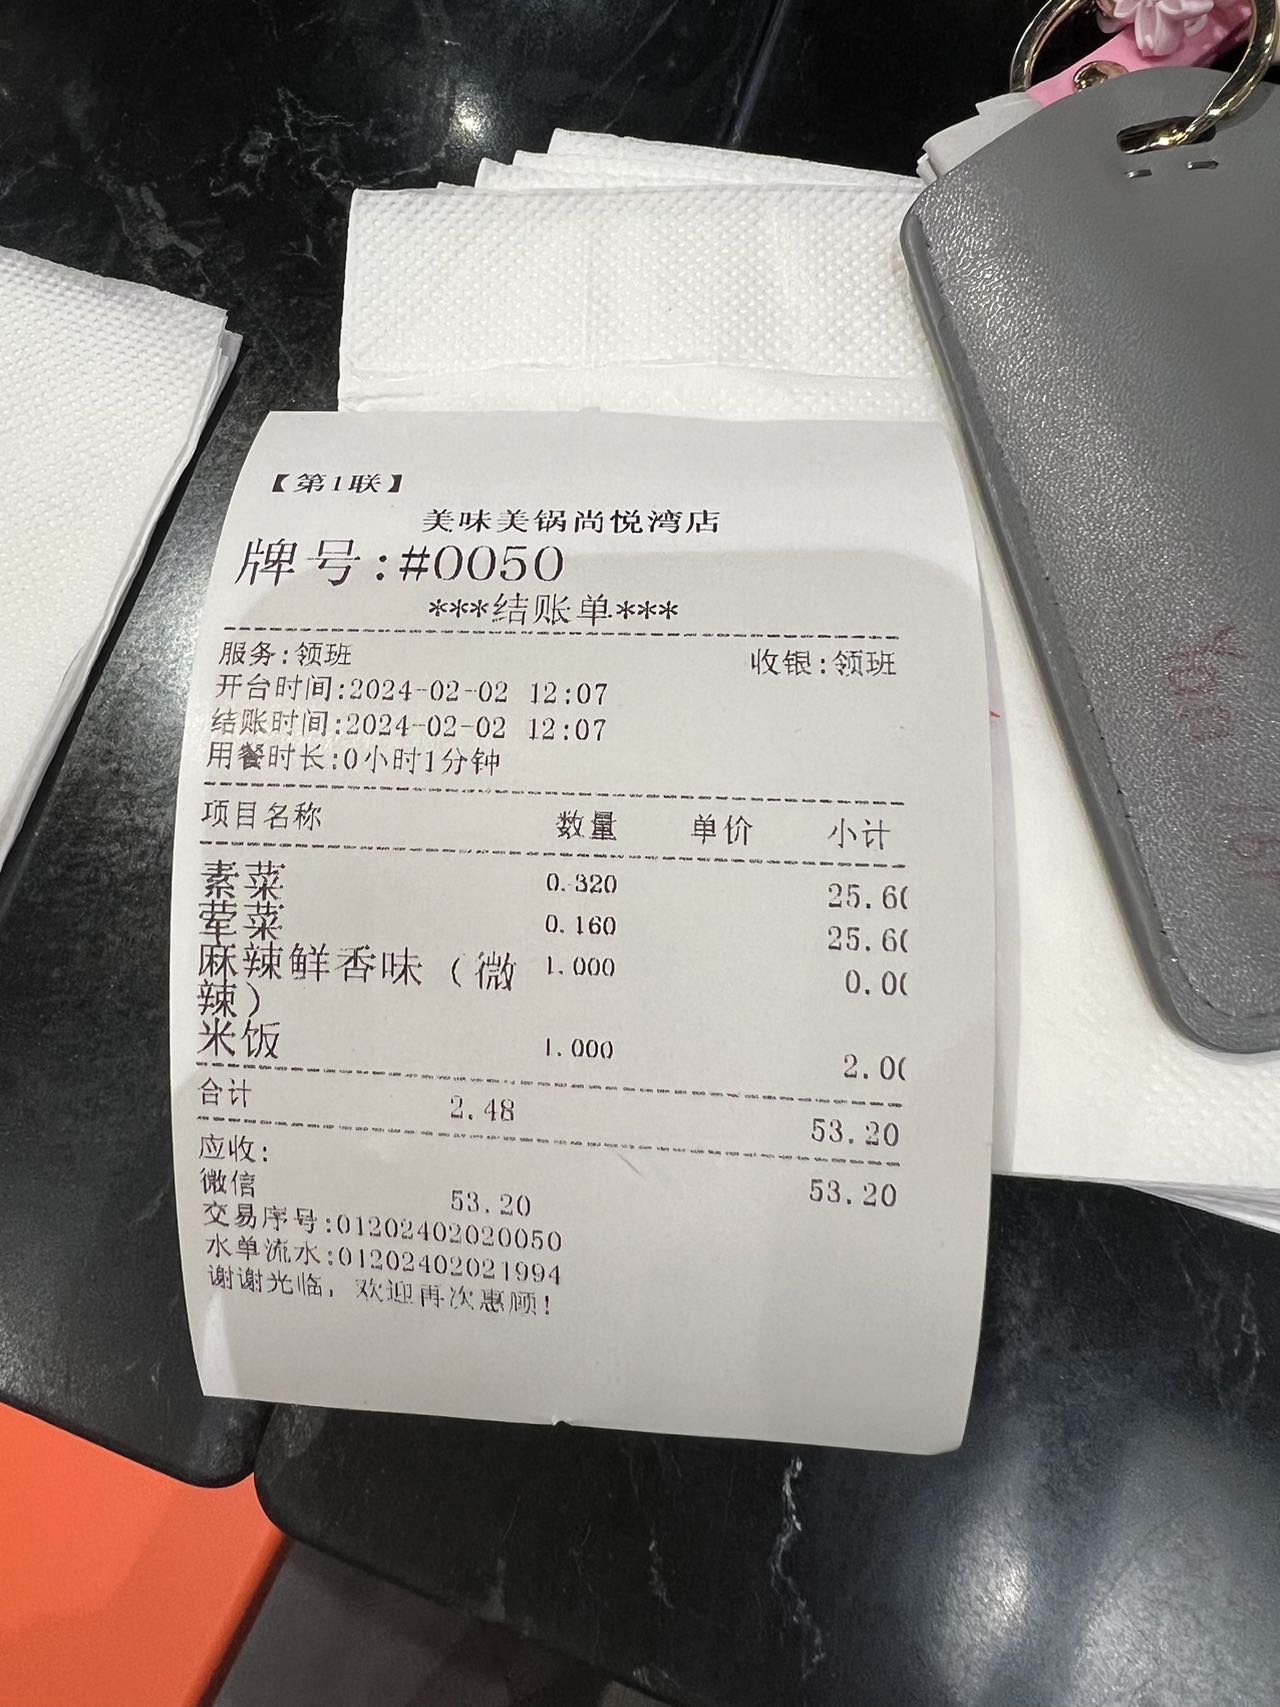 【第1联】
美味美锅尚悦湾店
牌号:#0050
***结账单***
服务:领班 收银:领班
开台时间:2024-02-02 12:07
结账时间:2024-02-02 12:07
用餐时长:0小时1分钟
项目名称 数量 单价 小计
素菜 0.320 25.60
荤菜 0.160 25.60
麻辣鲜香味（微 1.000 0.00
辣）
米饭 1.000 2.00
合计 2.48 53.20
应收: 53.20
微信 53.20
交易序号:01202402020050
水单流水:01202402021994
谢谢光临，欢迎再次惠顾!